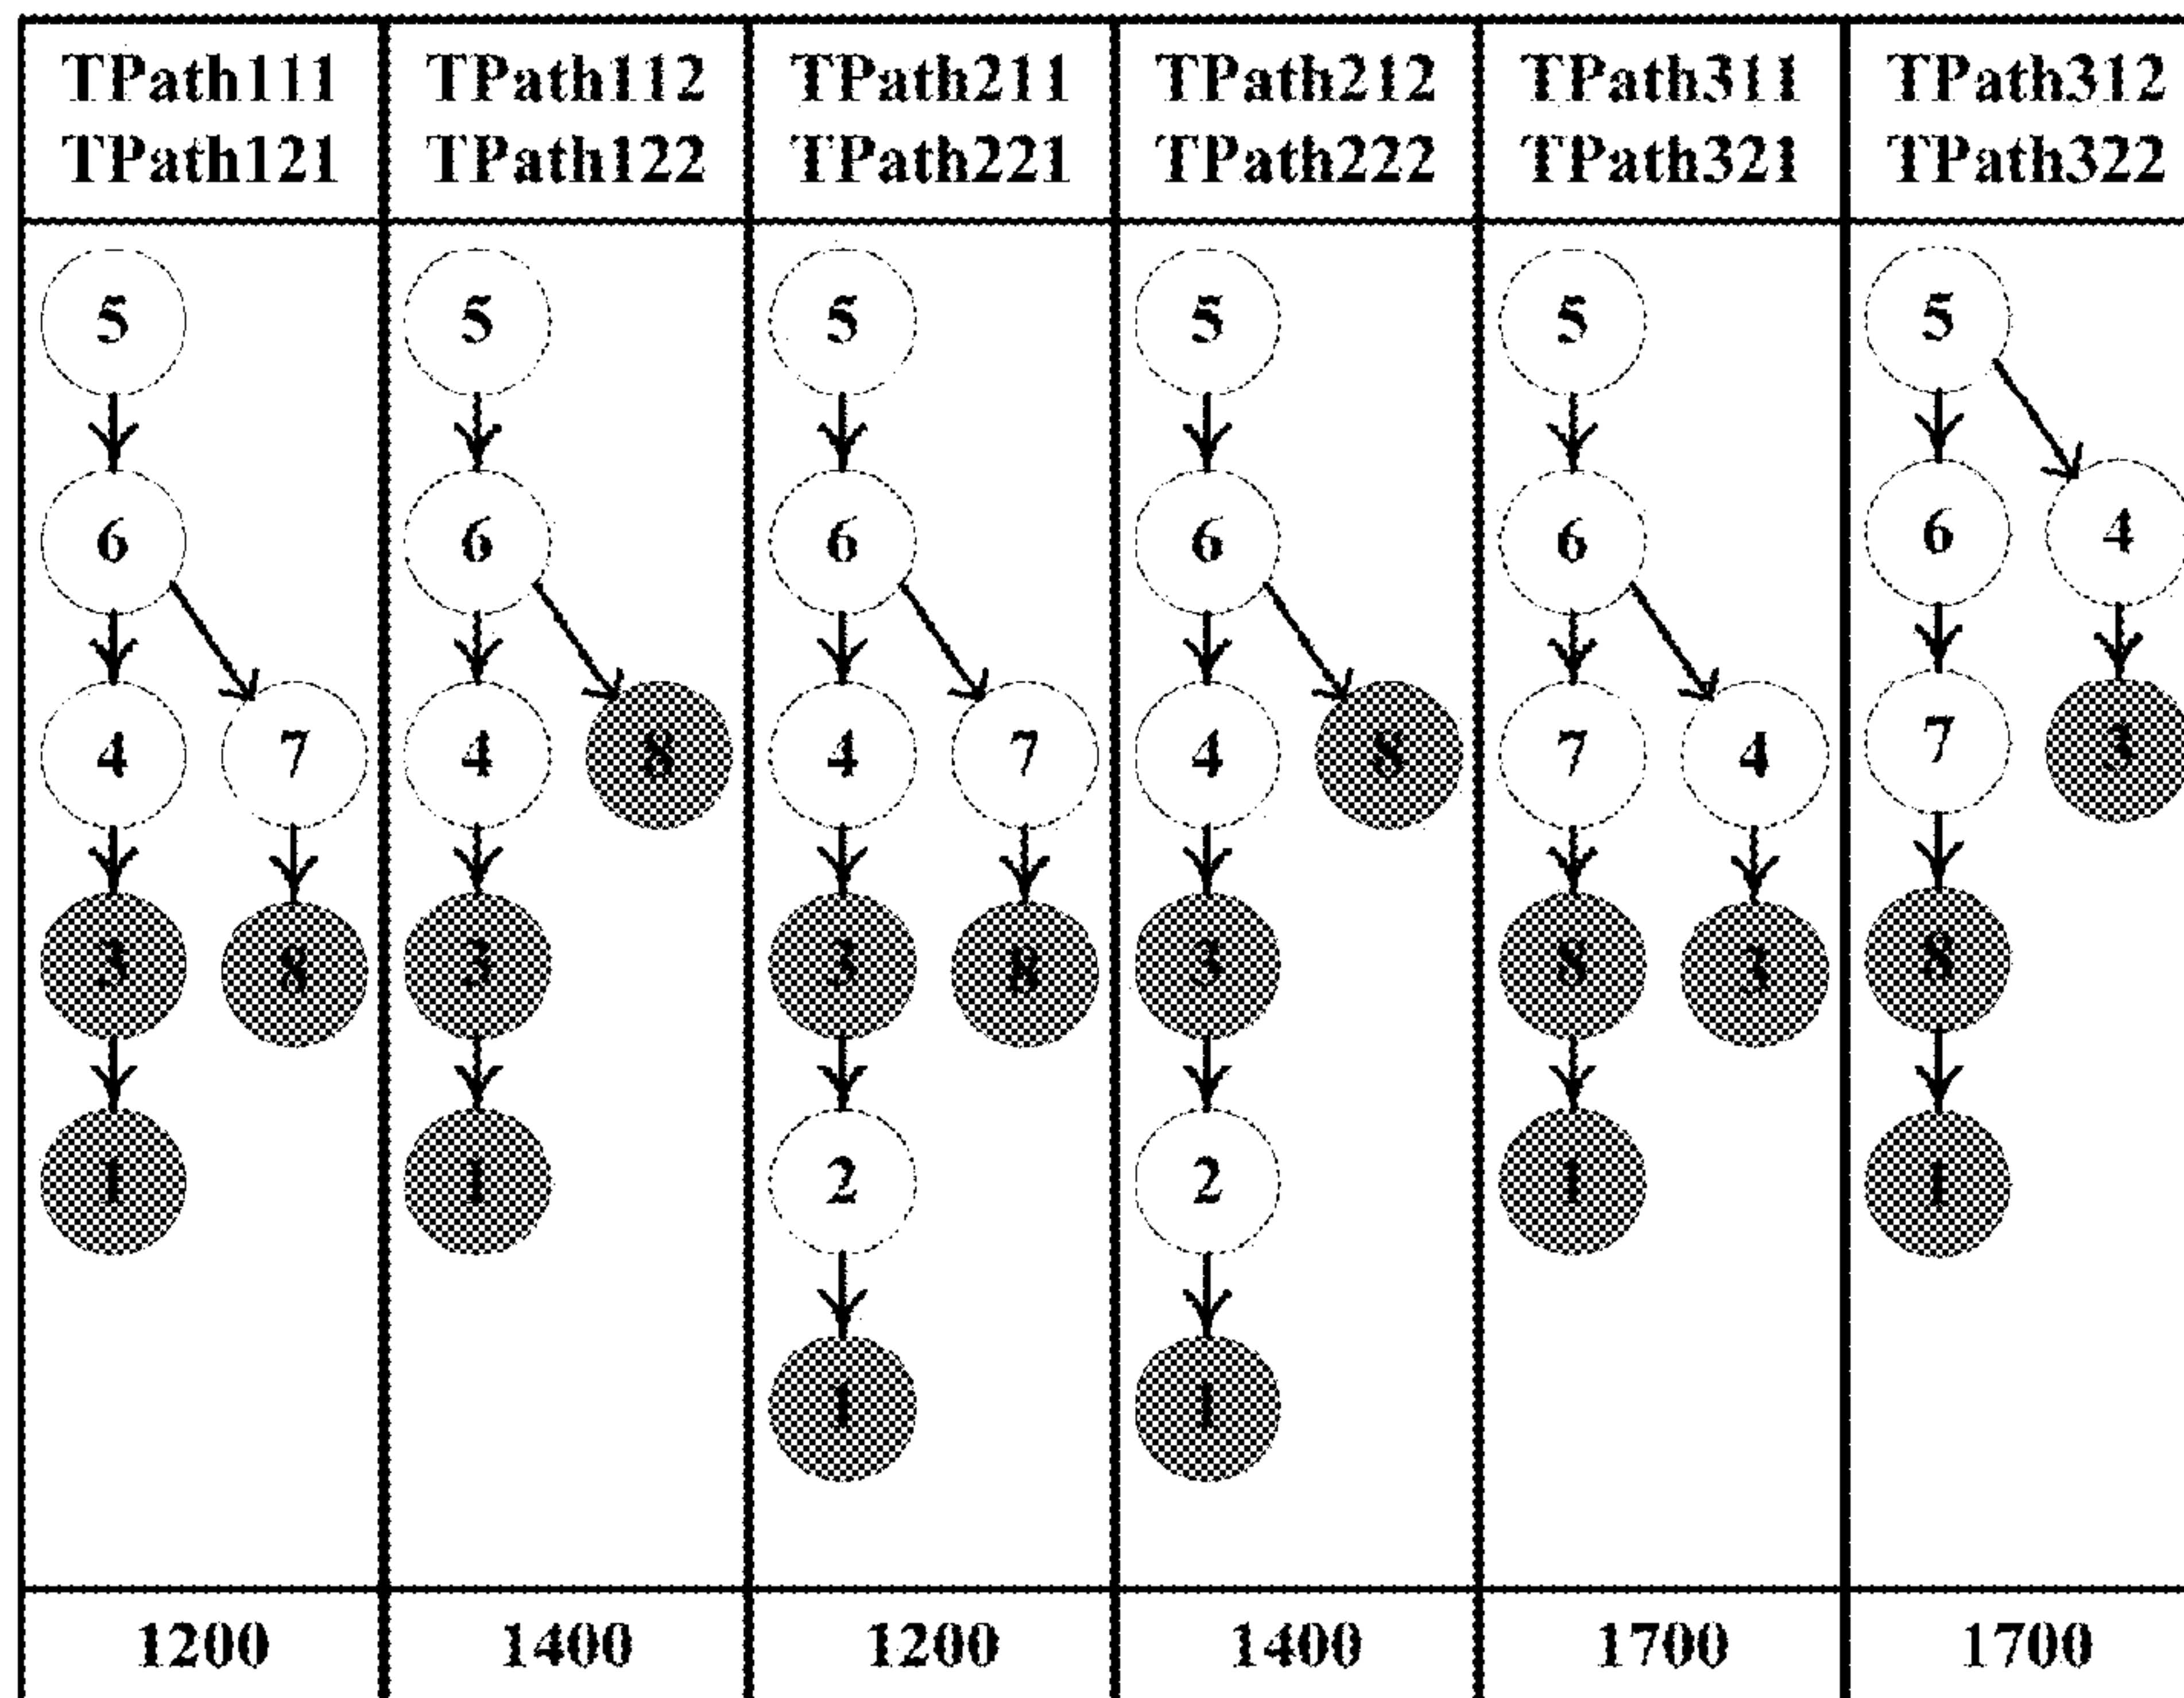 TPath111 TPath112 TPath211 TPath212 TPath311 TPath312
TPath121 TPath122 TPath221 TPath222 TPath321 TPath322
5 5 5 5 5 5
6 6 6 6 6 4
4 7 4 8 4 7 4 8 7 4 7 3
3 8 3 3 8 3 8 3 8
1 1 2 2 1 1
1 1
1200 1400 1200 1400 1700 1700